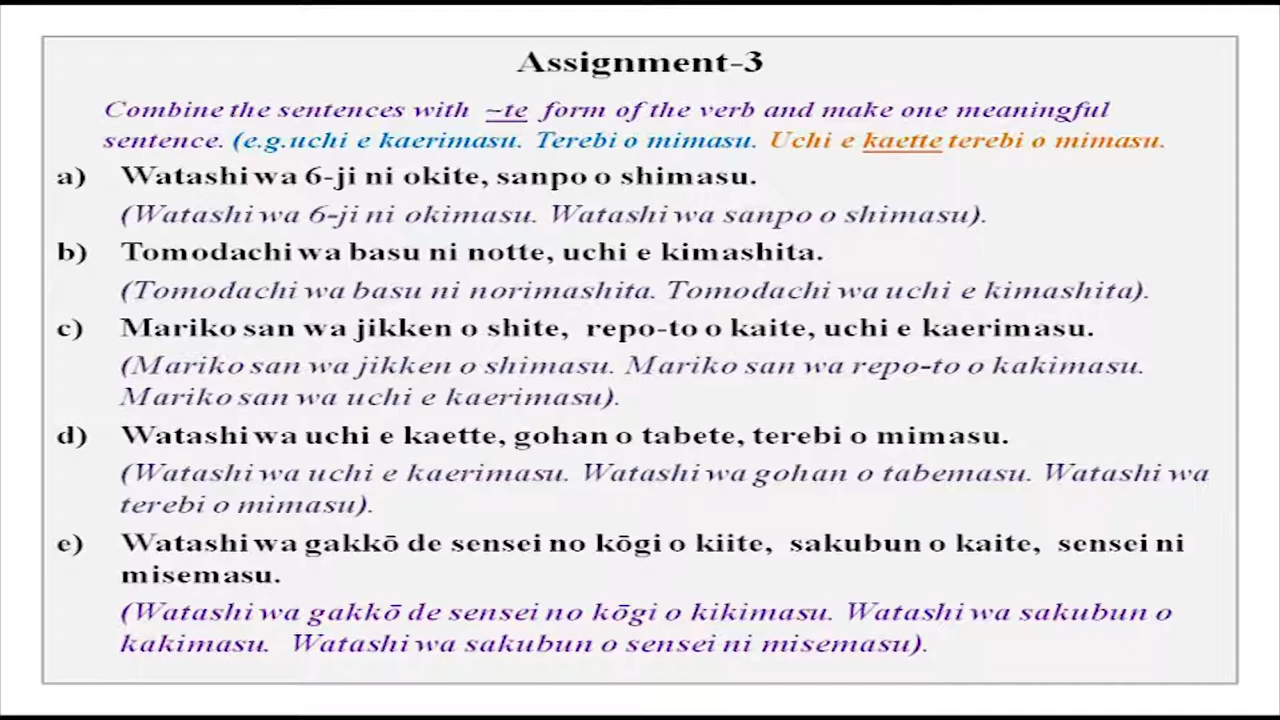 Assignment-3
Combine the sentences with ~te form of the verb and make one meaningful
sentence. (e.g.uchi e kaerimasu. Terebi o mimasu. Uchi e kaette terebi o mimasu.
a) Watashi wa 6-ji ni okite, sanpo o shimasu.
(Watashi wa 6-ji ni okimasu. Watashi wa sanpo o shimasu).
b) Tomodachi wa basu ni notte, uchi e kimashita.
(Tomodachi wa basu ni norimashita. Tomodachi wa uchi e kimashita).
c) Mariko san wa jikken o shite, repo-to o kaite, uchi e kaerimasu.
(Mariko san wa jikken o shimasu. Mariko san wa repo-to o kakimasu.
Mariko san wa uchi e kaerimasu).
d) Watashi wa uchi e kaette, gohan o tabete, terebi o mimasu.
(Watashi wa uchi e kaerimasu. Watashi wa gohan o tabemasu. Watashi wa
terebi o mimasu).
e) Watashi wa gakkō de sensei no kōgi o kiite, sakubun o kaite, sensei ni
misemasu.
(Watashi wa gakkō de sensei no kōgi o kikimasu. Watashi wa sakubun o
kakimasu. Watashi wa sakubun o sensei ni misemasu).